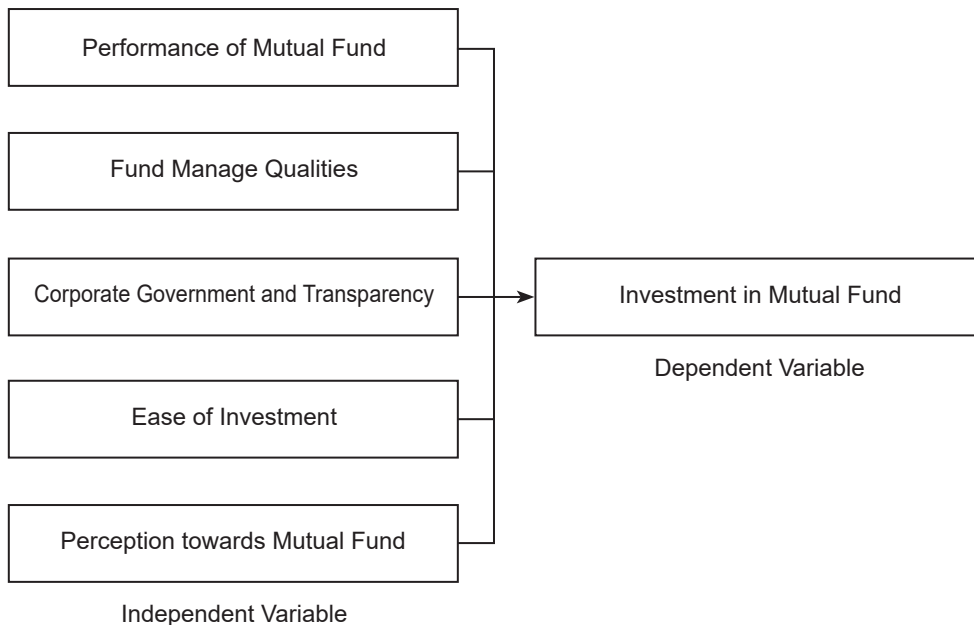 Performance of Mutual Fund
Fund Manage Qualities
Corporate Government and Transparency
Ease of Investment
Perception towards Mutual Fund
Independent Variable
Investment in Mutual Fund
Dependent Variable